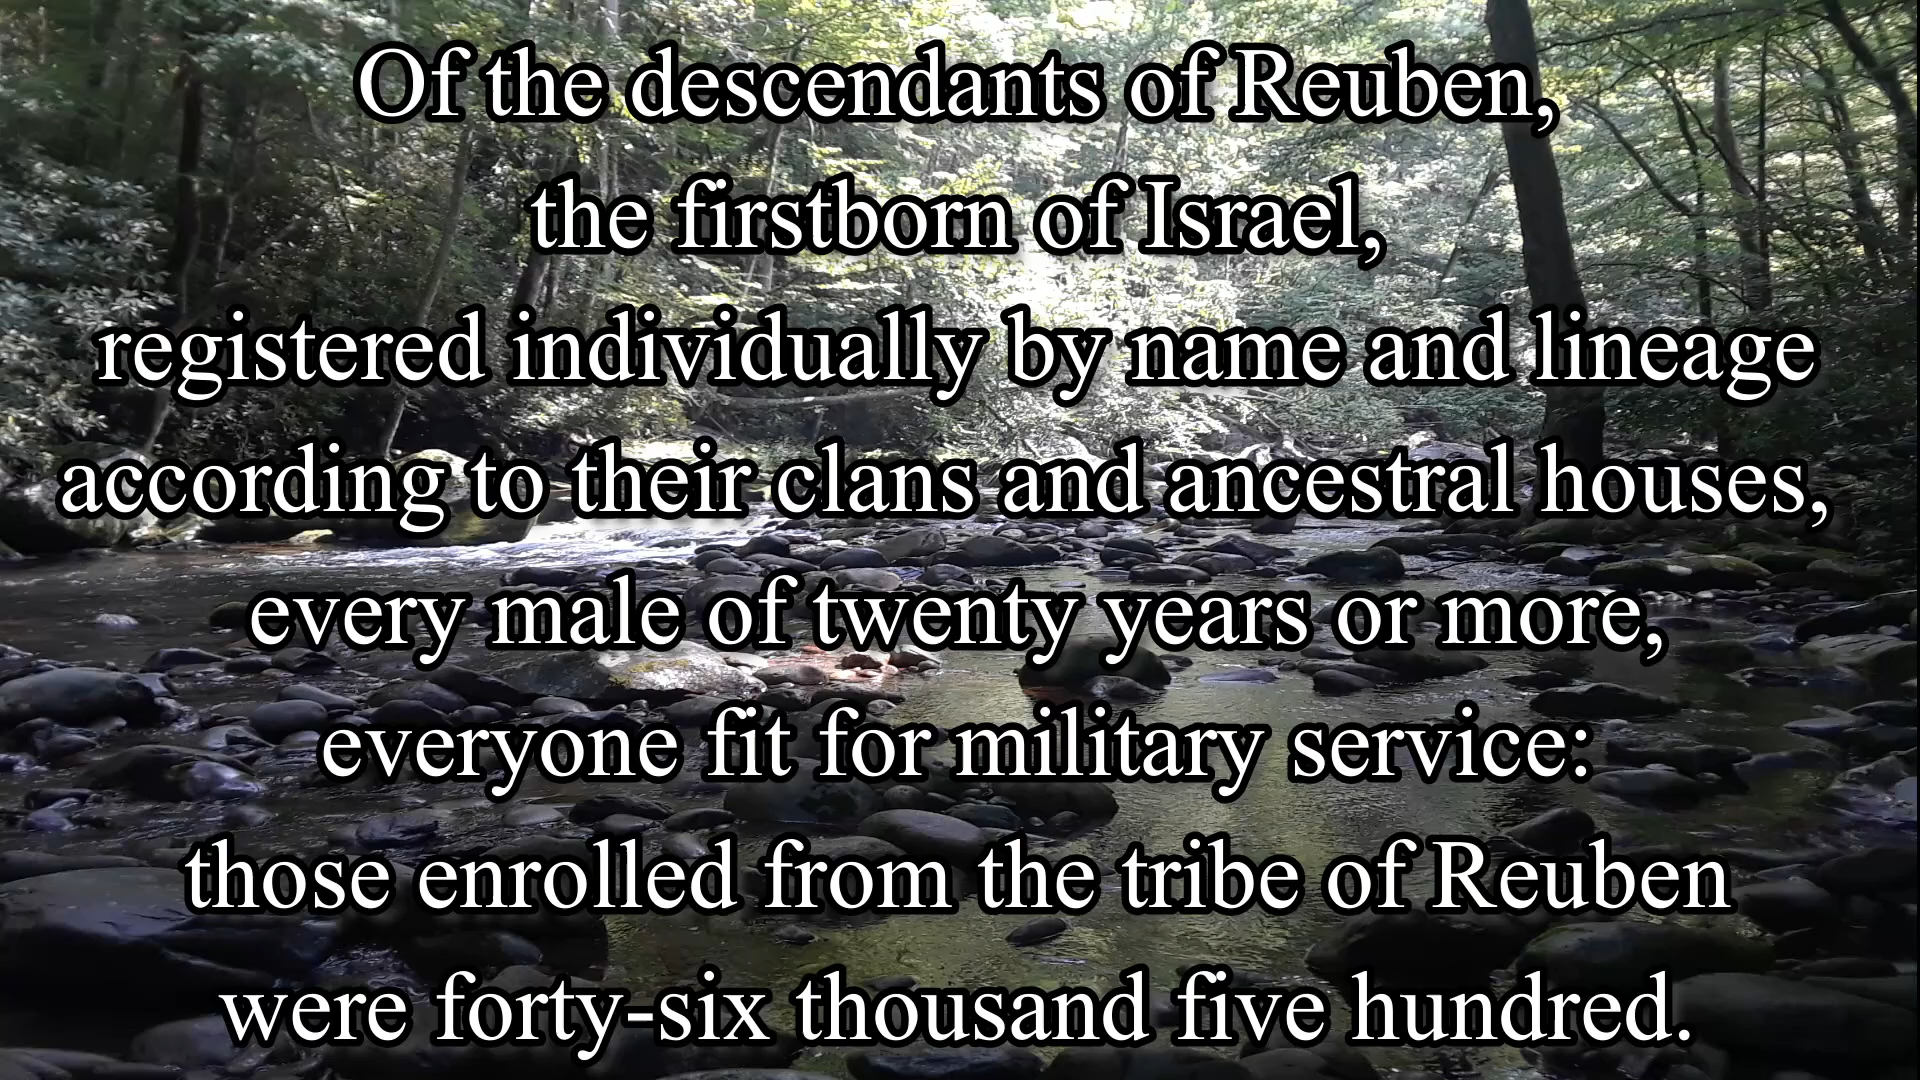 Of the descendants of Reuben,
the firstborn of Israel,
registered individually by name and lineage
according to their clans and ancestral houses,
every male of twenty years or more,
everyone fit for military service:
those enrolled from the tribe of Reuben
were forty-six thousand five hundred.